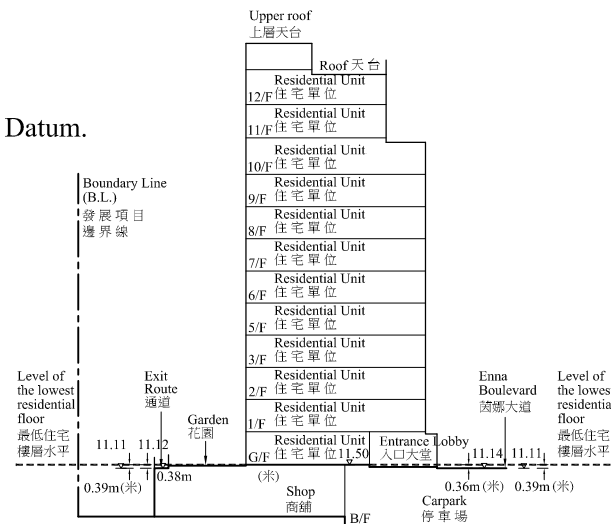 Upper roof
上層天台
Roof 天台
Residential Unit
12/F 住宅單位
Residential Unit
11/F 住宅單位
Datum.
Residential Unit
10/F 住宅單位
Residential Unit
9/F 住宅單位
Boundary Line
(B.L.)
發展項目
邊界線
Residential Unit
8/F 住宅單位
Residential Unit
7/F 住宅單位
Residential Unit
6/F 住宅單位
Residential Unit
5/F 住宅單位
Residential Unit
3/F 住宅單位
Residential Unit
2/F 住宅單位
Residential Unit
1/F 住宅單位
Residential Unit
G/F 住宅單位
11.50
Level of
the lowest
residential
floor
最低住宅
樓層水平
Exit
Route
通道
Garden
花園
11.11
11.12
0.39m(米)
0.38m
(米)
Entrance Lobby
入口大堂
Enna
Boulevard
茵娜大道
Level of
the lowes
residentia
floor
最低住宅
樓層水平
11.14
11.11
0.36m(米)
0.39m(米)
Shop
商舖
B/F
Carpark
停車場